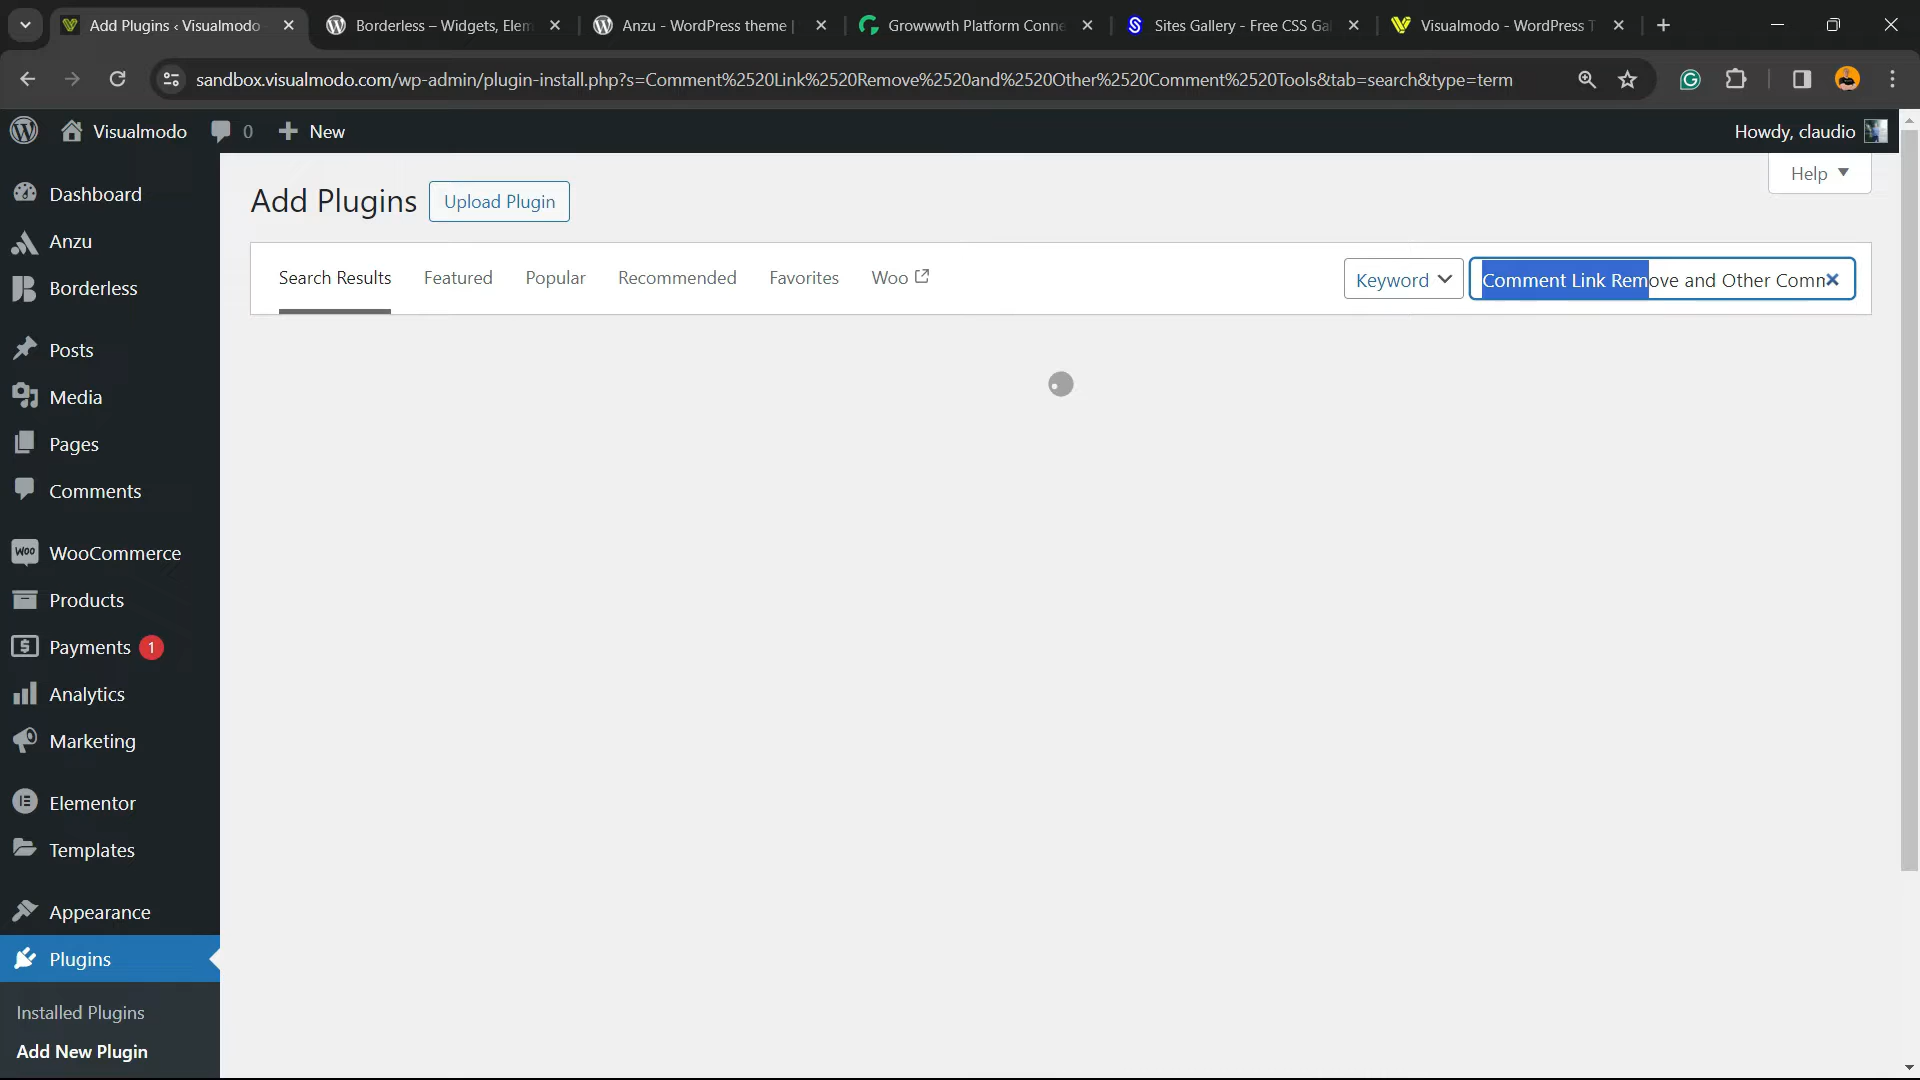 Add Plugins ‹ Visualmodo
Borderless – Widgets, Elem
Anzu - WordPress theme |
Growwwth Platform Conne
Sites Gallery - Free CSS Ga
Visualmodo - WordPress T
sandbox.visualmodo.com/wp-admin/plugin-install.php?s=Comment%2520Link%2520Remove%2520and%2520Other%2520Comment%2520Tools&tab=search&type=term
Visualmodo
0
New
Howdy, claudio
Help
Add Plugins
Upload Plugin
Search Results
Featured
Popular
Recommended
Favorites
Woo
Keyword
Comment Link Remove and Other Comm
Dashboard
Anzu
Borderless
Posts
Media
Pages
Comments
WooCommerce
Products
Payments 1
Analytics
Marketing
Elementor
Templates
Appearance
Plugins
Installed Plugins
Add New Plugin